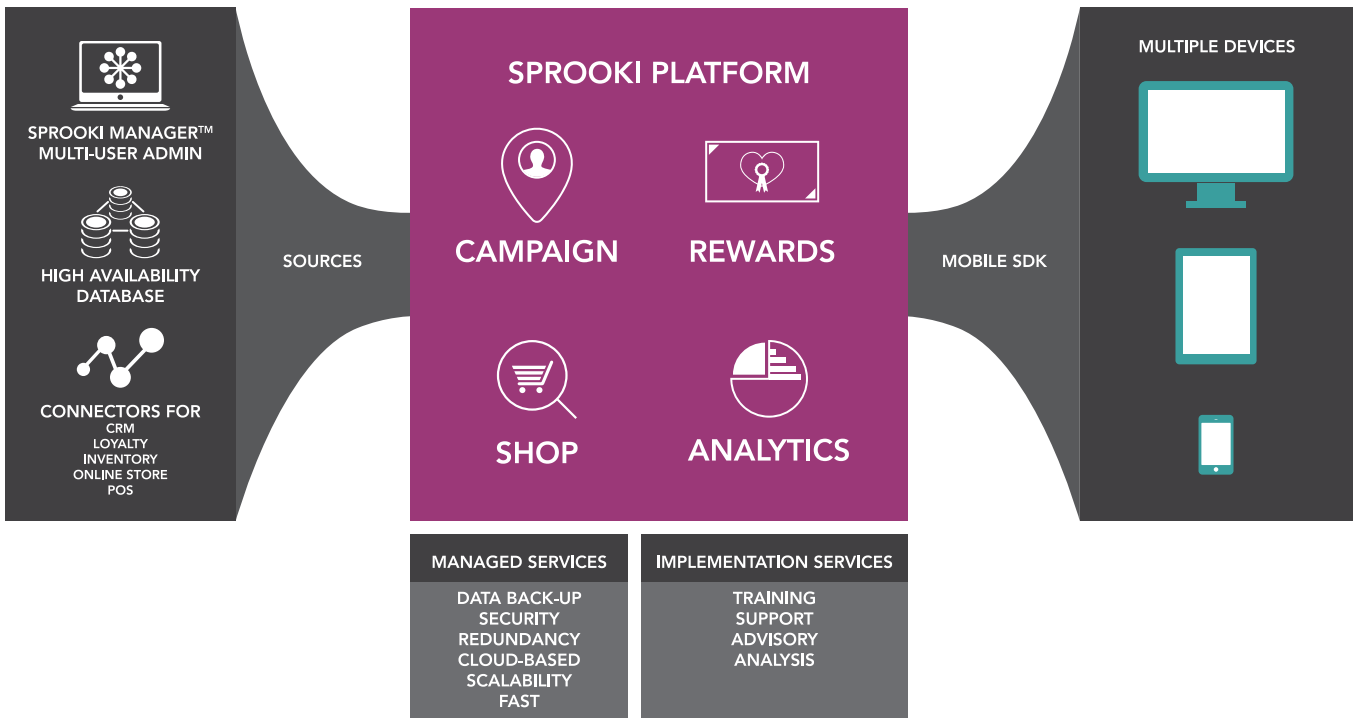 SPROOKI MANAGER™
MULTI-USER ADMIN
HIGH AVAILABILITY
DATABASE
CONNECTORS FOR
CRM
LOYALTY
INVENTORY
ONLINE STORE
POS
SOURCES
SPROOKI PLATFORM
CAMPAIGN
REWARDS
SHOP
ANALYTICS
MOBILE SDK
MULTIPLE DEVICES
MANAGED SERVICES
DATA BACK-UP
SECURITY
REDUNDANCY
CLOUD-BASED
SCALABILITY
FAST
IMPLEMENTATION SERVICES
TRAINING
SUPPORT
ADVISORY
ANALYSIS